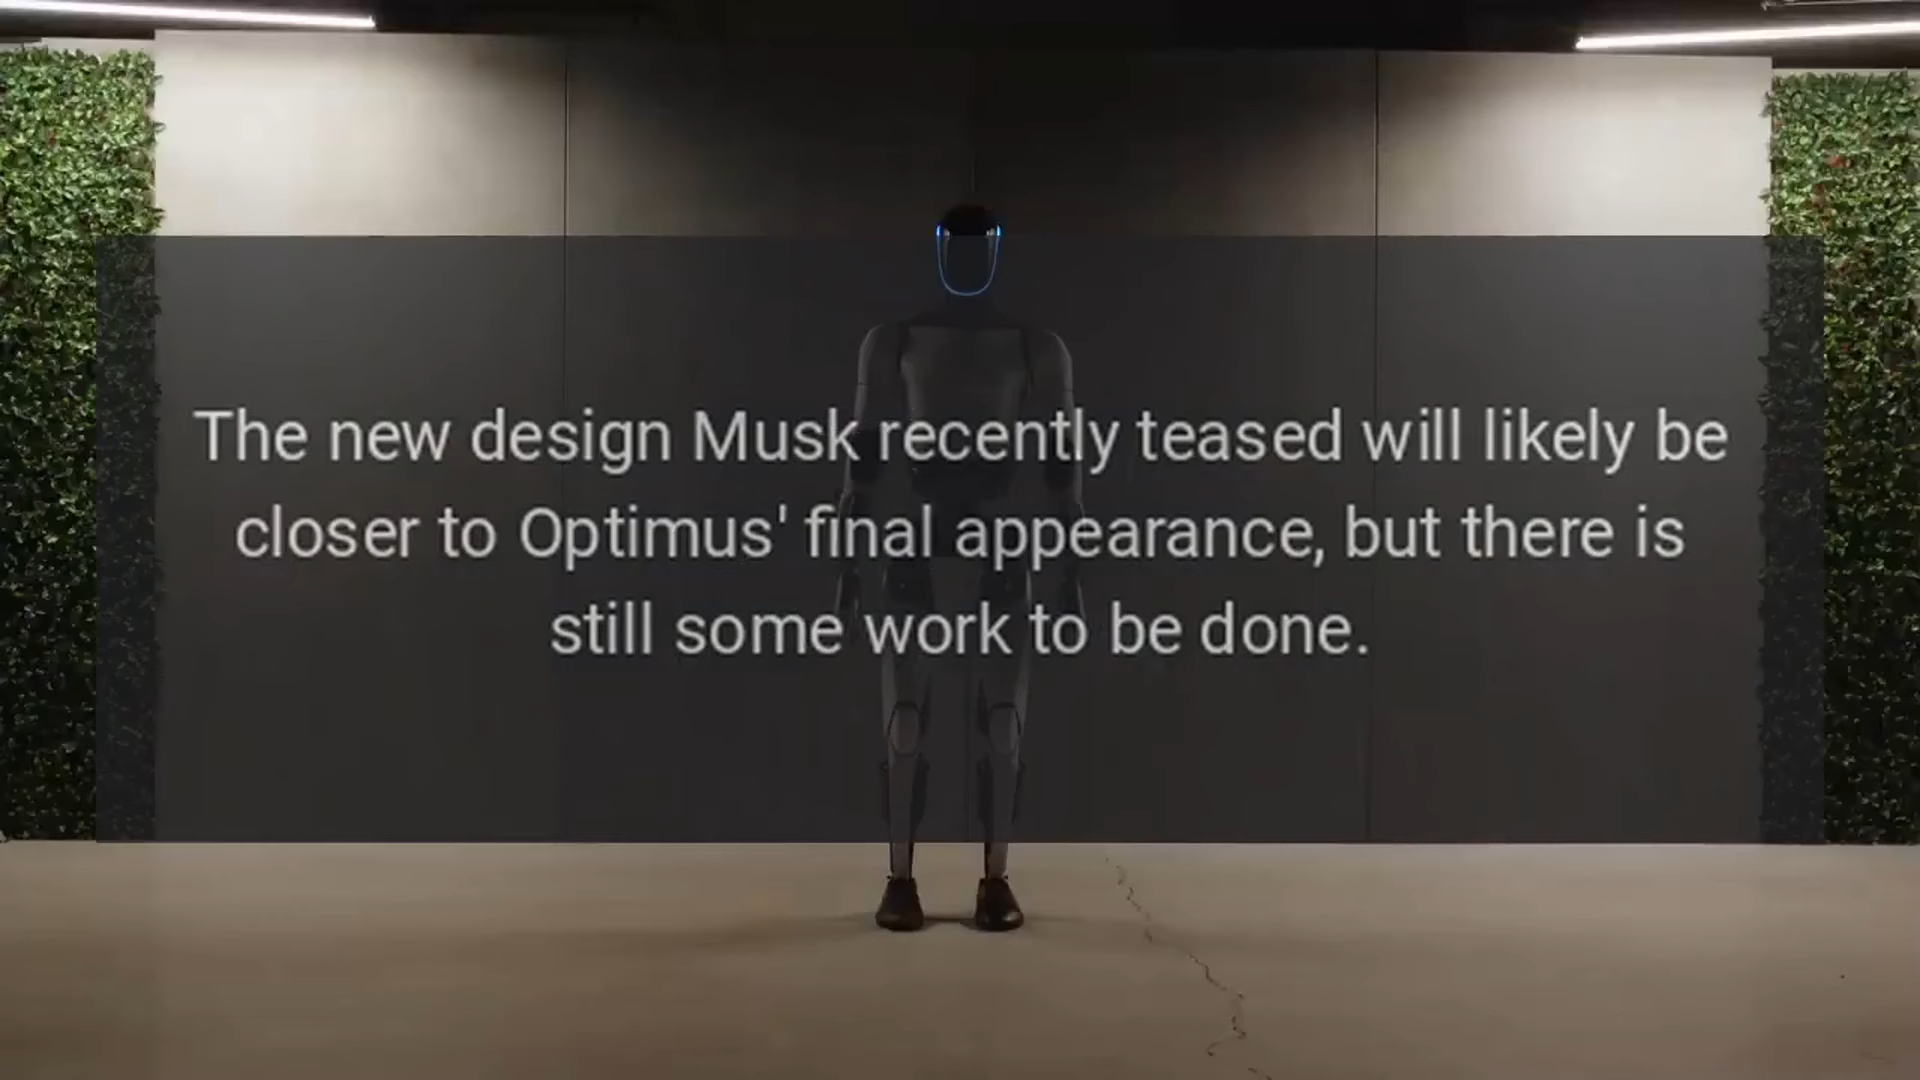 The new design Musk recently teased will likely be
closer to Optimus' final appearance, but there is
still some work to be done.